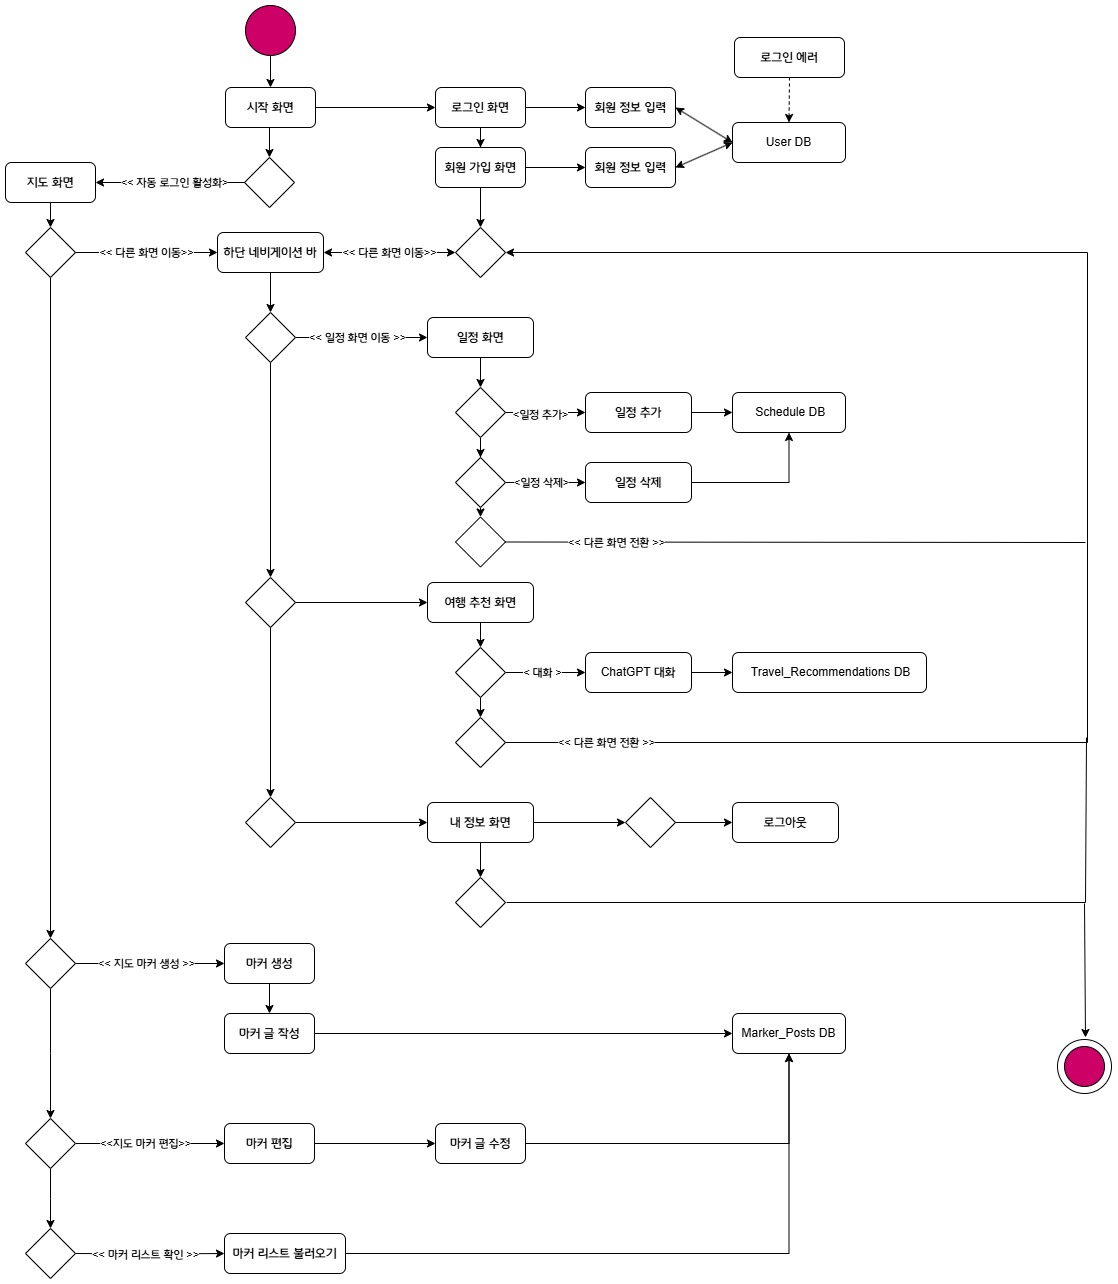 로그인 에러
시작 화면
로그인 화면
회원 정보 입력
User DB
회원 가입 화면
회원 정보 입력
지도 화면
<< 자동 로그인 활성화>
<< 다른 화면 이동>>
하단 네비게이션 바
<< 다른 화면 이동>>
<< 일정 화면 이동 >>
일정 화면
<일정 추가>
일정 추가
Schedule DB
<일정 삭제>
일정 삭제
<< 다른 화면 전환 >>
여행 추천 화면
< 대화 >
ChatGPT 대화
Travel_Recommendations DB
<< 다른 화면 전환 >>
내 정보 화면
로그아웃
<< 지도 마커 생성 >>
마커 생성
마커 글 작성
Marker_Posts DB
<<지도 마커 편집>>
마커 편집
마커 글 수정
<< 마커 리스트 확인 >>
마커 리스트 불러오기